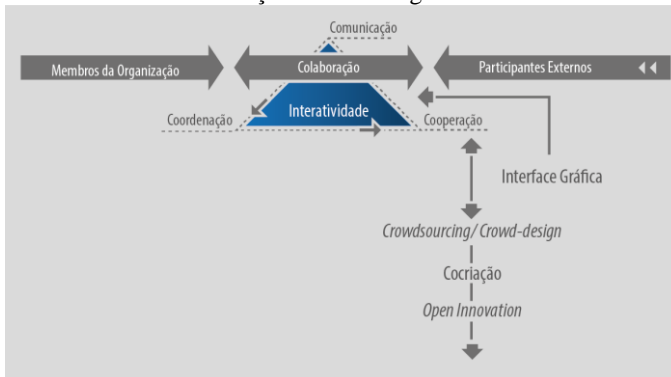 Comunicação
Membros da Organização
Colaboração
Participantes Externos
Interatividade
Coordenação
Cooperação
Interface Gráfica
Crowdsourcing/ Crowd-design
Cocriação
Open Innovation